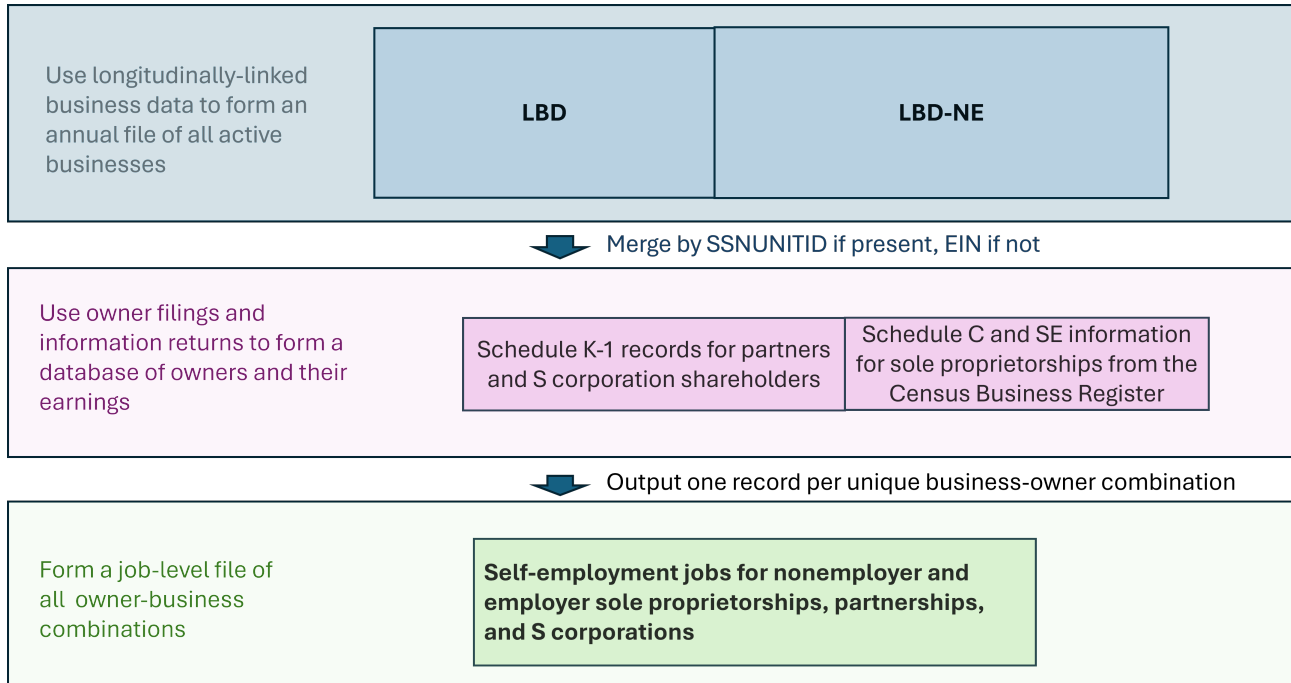 Use longitudinally-linked
business data to form an
annual file of all active
businesses
LBD
LBD-NE
Merge by SSNUNITID if present, EIN if not
Use owner filings and
information returns to form a
database of owners and their
earnings
Schedule K-1 records for partners
and S corporation shareholders
Schedule C and SE information
for sole proprietorships from the
Census Business Register
Output one record per unique business-owner combination
Form a job-level file of
all owner-business
combinations
Self-employment jobs for nonemployer and
employer sole proprietorships, partnerships,
and S corporations